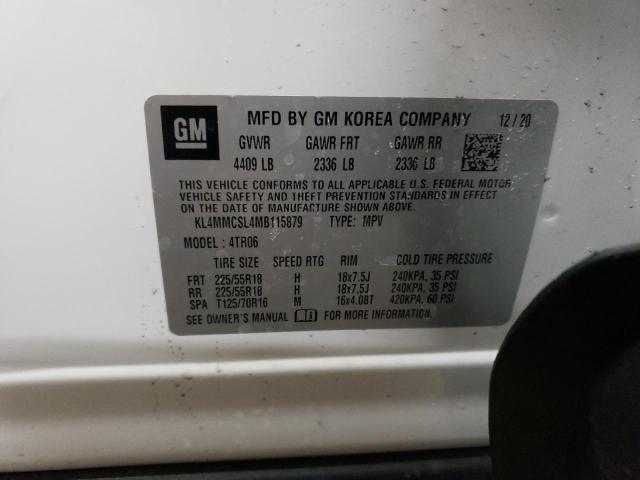 GM MFD BY GM KOREA COMPANY 12/20
GVWR GAWR FRT GAWR RR
4409 LB 2336 LB 2336 LB
THIS VEHICLE CONFORMS TO ALL APPLICABLE U.S. FEDERAL MOTOR
VEHICLE SAFETY AND THEFT PREVENTION STANDARDS IN EFFECT
ON THE DATE OF MANUFACTURE SHOWN ABOVE.
KL4MMCSL4MB115879 TYPE: MPV
MODEL: 4TR06
TIRE SIZE SPEED RTG RIM COLD TIRE PRESSURE
FRT 225/55R18 H 18x7.5J 240KPA, 35 PSI
RR 225/55R18 H 18x7.5J 240KPA, 35 PSI
SPA T125/70R16 M 16x4.0BT 420KPA, 60 PSI
SEE OWNER'S MANUAL FOR MORE INFORMATION